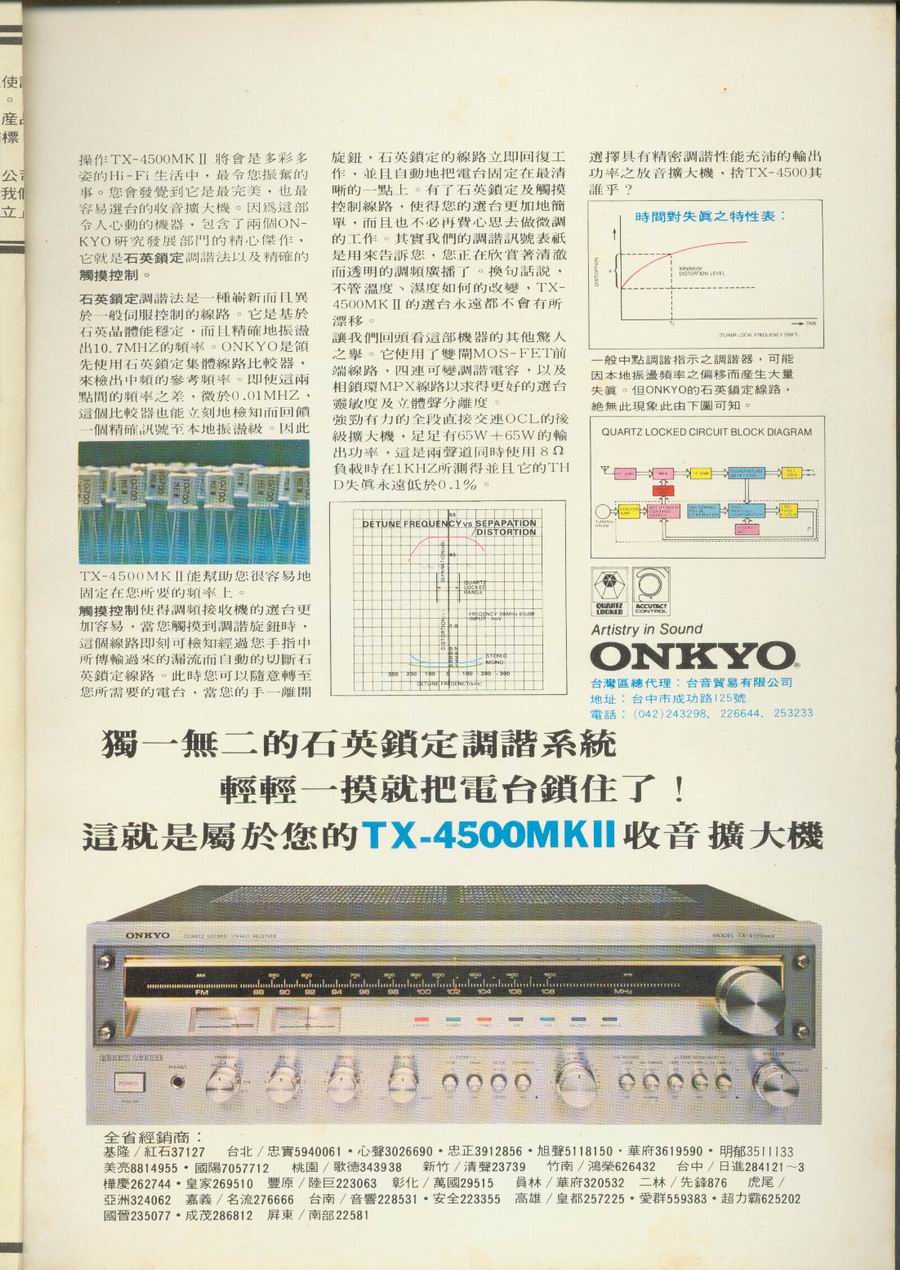 操作TX-4500MKⅡ 將會是多彩多
姿的Hi-Fi 生活中，最令您振奮的
事。您會發覺到它是最完美，也最
容易選台的收音擴大機。因爲這部
令人心動的機器，包含了兩個ON-
KYO研究發展部門的精心傑作，
它就是石英鎖定調諧法以及精確的
觸摸控制。
石英鎖定調諧法是一種嶄新而且異
於一般伺服控制的線路。它是基於
石英晶體能穩定，而且精確地振盪
出10.7MHZ的頻率。ONKYO是領
先使用石英鎖定集體線路比較器，
來檢出中頻的參考頻率。即使這兩
點間的頻率之差，微於0.01MHZ，
這個比較器也能立刻地檢知而回饋
一個精確訊號至本地振盪級。因此
TX-4500MKⅡ能幫助您很容易地
固定在您所要的頻率上。
觸摸控制使得調頻接收機的選台更
加容易，當您觸摸到調諧旋鈕時，
這個線路即刻可檢知經過您手指中
所傳輸過來的漏流而自動的切斷石
英鎖定線路。此時您可以隨意轉至
您所需要的電台，當您的手一離開
旋鈕，石英鎖定的線路立即回復工
作，並且自動地把電台固定在最清
晰的一點上。有了石英鎖定及觸摸
控制線路，使得您的選台更加地簡
單，而且也不必再費心思去做微調
的工作。其實我們的調諧訊號表祇
是用來告訴您，您正在欣賞著清澈
而透明的調頻廣播了。換句話説，
不管溫度、濕度如何的改變，TX-
4500MKⅡ的選台永遠都不會有所
漂移。
讓我們回頭看這部機器的其他驚人
之舉。它使用了雙閘MOS-FET前
端線路，四連可變調諧電容，以及
相鎖環MPX線路以求得更好的選台
靈敏度及立體聲分離度。
強勁有力的全段直接交連OCL的後
級擴大機，足足有65W＋65W的輸
出功率，這是兩聲道同時使用8Ω
負載時在1KHZ所測得並且它的TH
D失眞永遠低於0.1%。
DETUNE FREQUENCY vs SEPAPATION
/DISTORTION
QUARTZ
LOCKED
RANGE
FREQUENCY 98MHz 65dBf
INPUT 1mV
STEREO
MONO
300 200 100 0 100 200 300
選擇具有精密調諧性能充沛的輸出
功率之放音擴大機，捨TX-4500其
誰乎？
時間對失眞之特性表：
DISTORTION
MINIMUM
DISTORTION LEVEL
TL
TIME
(TUNER LOCAL FREQUENCY DRIFT)
一般中點調諧指示之調諧器，可能
因本地振盪頻率之偏移而產生大量
失眞。但ONKYO的石英鎖定線路，
絶無此現象此由下圖可知。
QUARTZ LOCKED CIRCUIT BLOCK DIAGRAM
QUARTZ
LOCKED
ACCUTACT
CONTROL
Artistry in Sound
ONKYO®
台灣區總代理：台音貿易有限公司
地址：台中市成功路125號
電話：(042)243298, 226644, 253233
獨一無二的石英鎖定調諧系統
輕輕一摸就把電台鎖住了！
這就是屬於您的TX-4500MKII收音擴大機
ONKYO QUARTZ LOCKED STEREO RECEIVER MODEL TX-4500MKII
AM
FM 88 90 92 94 96 98 100 102 104 106 108 MHz
QUARTZ LOCKED
POWER
PHONES
全省經銷商：
基隆/紅石37127 台北/忠實5940061•心聲3026690•忠正3912856•旭聲5118150•華府3619590•明郁3511133
美亮8814955•國陽7057712 桃園/歌德343938 新竹/清聲23739 竹南/鴻榮626432 台中/日進284121~3
樺慶262744•皇家269510 豐原/陸巨223063 彰化/萬國29515 員林/華府320532 二林/先鋒876 虎尾/
亞洲324062 嘉義/名流276666 台南/音響228531•安全223355 高雄/皇都257225•愛群559383•超力霸625202
國晉235077•成茂286812 屏東/南部22581